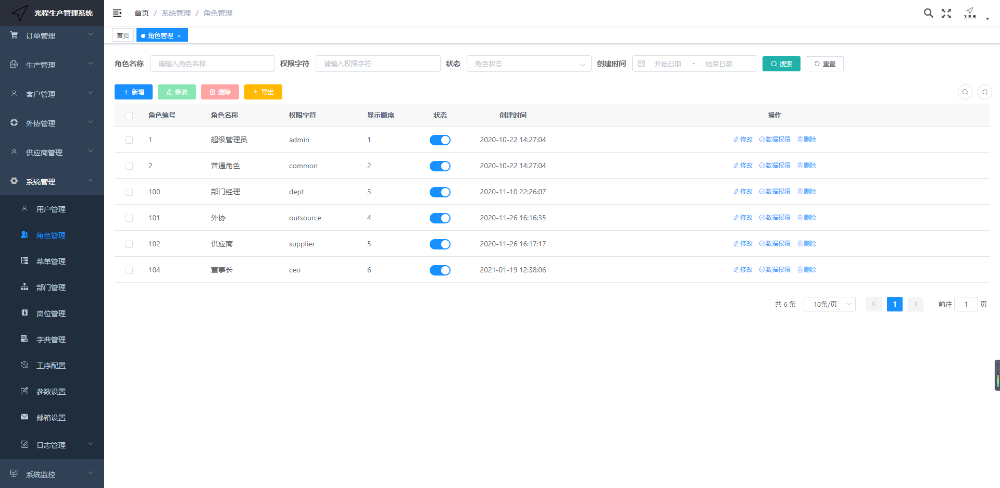 光程生产管理系统
订单管理
生产管理
客户管理
外协管理
供应商管理
系统管理
用户管理
角色管理
菜单管理
部门管理
岗位管理
字典管理
工序配置
参数设置
邮箱设置
日志管理
系统监控
首页 / 系统管理 / 角色管理
首页 角色管理 ×
角色名称 请输入角色名称 权限字符 请输入权限字符 状态 角色状态 创建时间 开始日期 - 结束日期 搜索 重置
新增 修改 删除 导出
角色编号 角色名称 权限字符 显示顺序 状态 创建时间 操作
1 超级管理员 admin 1 2020-10-22 14:27:04 修改 数据权限 删除
2 普通角色 common 2 2020-10-22 14:27:04 修改 数据权限 删除
100 部门经理 dept 3 2020-11-10 22:26:07 修改 数据权限 删除
101 外协 outsource 4 2020-11-26 16:16:35 修改 数据权限 删除
102 供应商 supplier 5 2020-11-26 16:17:17 修改 数据权限 删除
104 董事长 ceo 6 2021-01-19 12:38:06 修改 数据权限 删除
共 6 条 10条/页 1 前往 1 页